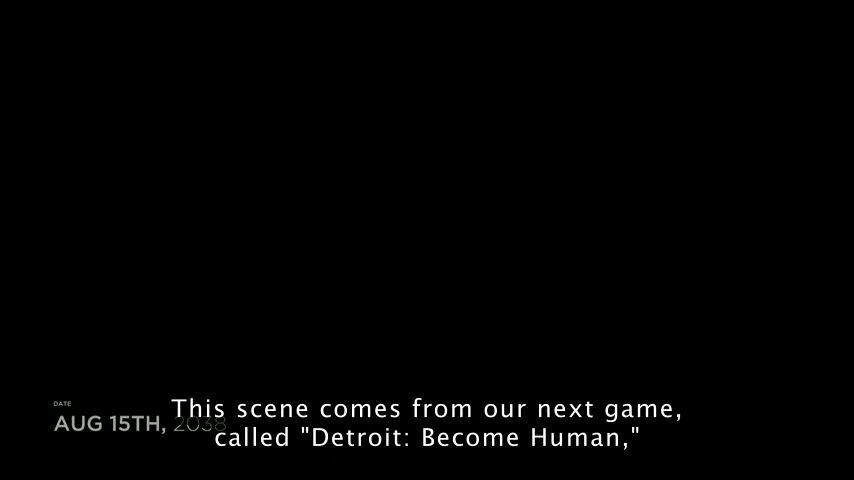 DATE
AUG 15TH, 2038
This scene comes from our next game,
called "Detroit: Become Human,"